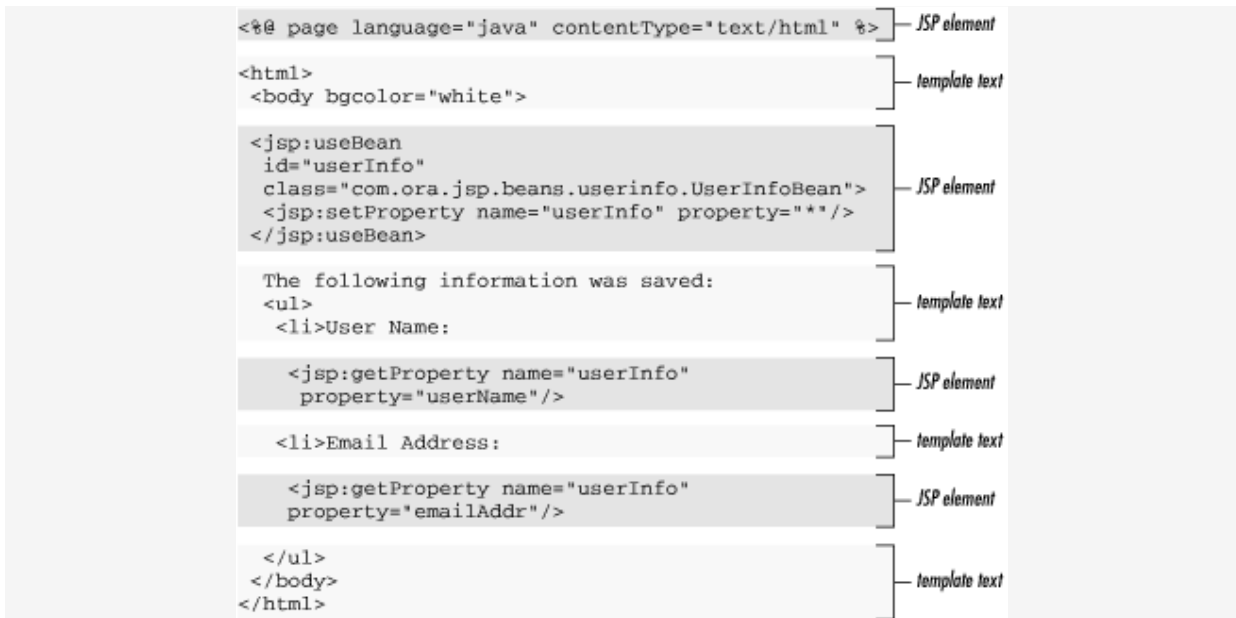 <%@ page language="java" contentType="text/html" %>
JSP element
<html>
<body bgcolor="white">
template text
<jsp:useBean
id="userInfo"
class="com.ora.jsp.beans.userinfo.UserInfoBean">
<jsp:setProperty name="userInfo" property="*"/>
</jsp:useBean>
JSP element
The following information was saved:
<ul>
<li>User Name:
template text
<jsp:getProperty name="userInfo"
property="userName"/>
JSP element
<li>Email Address:
template text
<jsp:getProperty name="userInfo"
property="emailAddr"/>
JSP element
</ul>
</body>
</html>
template text